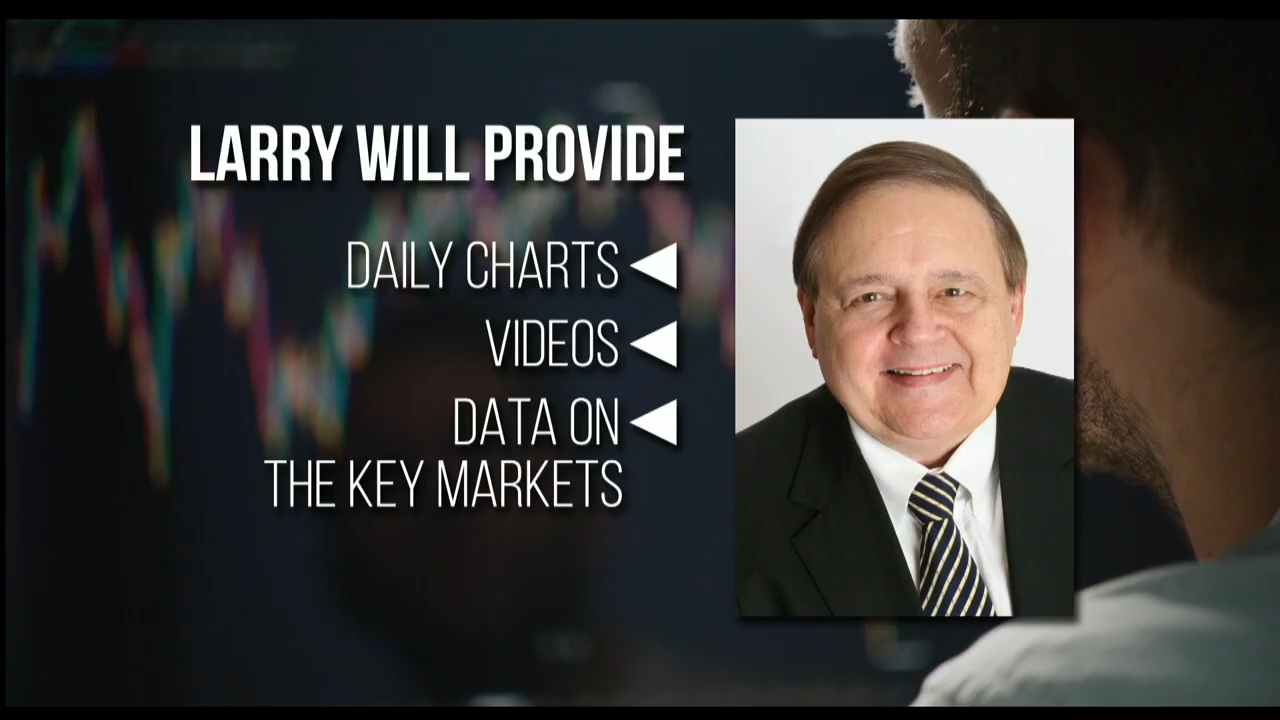 LARRY WILL PROVIDE
DAILY CHARTS
VIDEOS
DATA ON
THE KEY MARKETS